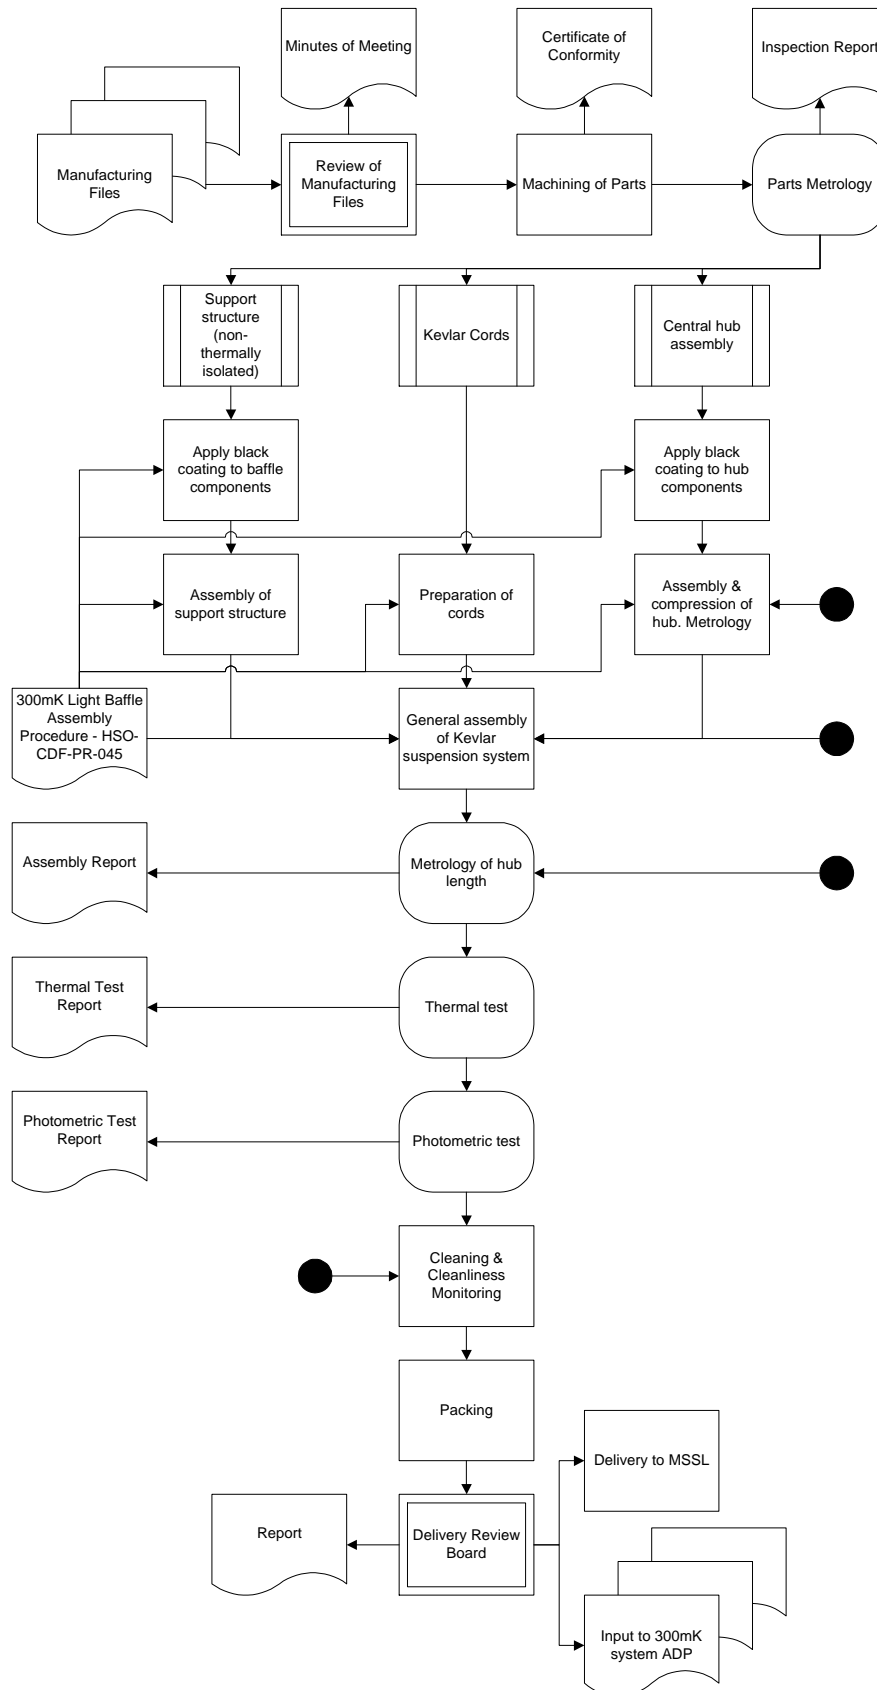 Minutes of Meeting
Certificate of
Conformity
Inspection Report
Manufacturing
Files
Review of
Manufacturing
Files
Machining of Parts
Parts Metrology
Support
structure
(non-
thermally
isolated)
Kevlar Cords
Central hub
assembly
Apply black
coating to baffle
components
Apply black
coating to hub
components
Assembly of
support structure
Preparation of
cords
Assembly &
compression of
hub. Metrology
300mK Light Baffle
Assembly
Procedure - HSO-
CDF-PR-045
General assembly
of Kevlar
suspension system
Assembly Report
Metrology of hub
length
Thermal Test
Report
Thermal test
Photometric Test
Report
Photometric test
Cleaning &
Cleanliness
Monitoring
Packing
Delivery to MSSL
Report
Delivery Review
Board
Input to 300mK
system ADP